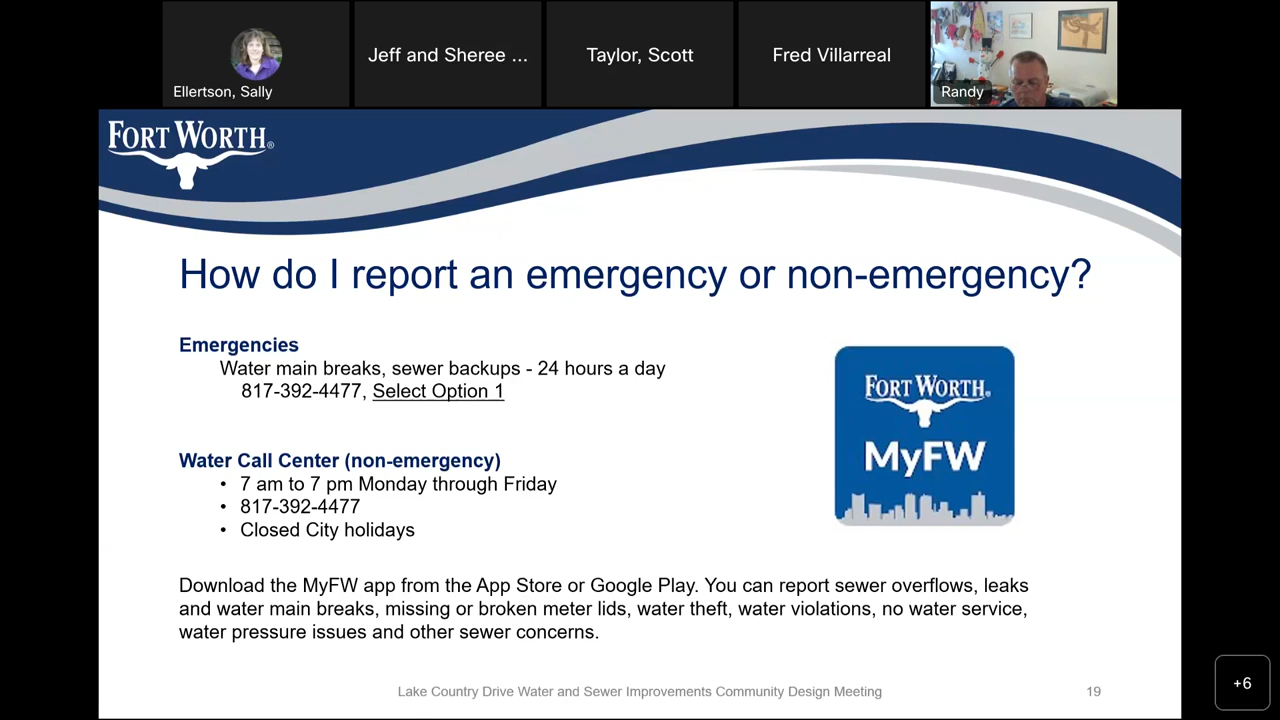 Ellertson, Sally
Jeff and Sheree ...
Taylor, Scott
Fred Villarreal
Randy
FORT WORTH®
How do I report an emergency or non-emergency?
Emergencies
Water main breaks, sewer backups - 24 hours a day
817-392-4477, Select Option 1
Water Call Center (non-emergency)
• 7 am to 7 pm Monday through Friday
• 817-392-4477
• Closed City holidays
FORT WORTH®
MyFW
Download the MyFW app from the App Store or Google Play. You can report sewer overflows, leaks
and water main breaks, missing or broken meter lids, water theft, water violations, no water service,
water pressure issues and other sewer concerns.
Lake Country Drive Water and Sewer Improvements Community Design Meeting
19
+6